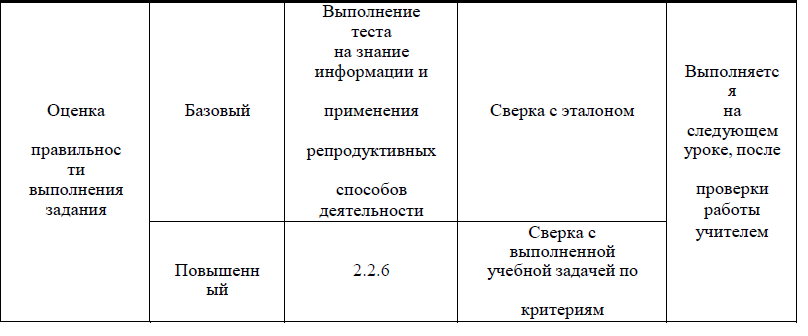 Оценка
правильнос
ти
выполнения
задания
Базовый
Выполнение
теста
на знание
информации и
применения
репродуктивных
способов
деятельности
Сверка с эталоном
Выполняетс
я
на
следующем
уроке, после
проверки
работы
учителем
Повышенн
ый
2.2.6
Сверка с
выполненной
учебной задачей по
критериям